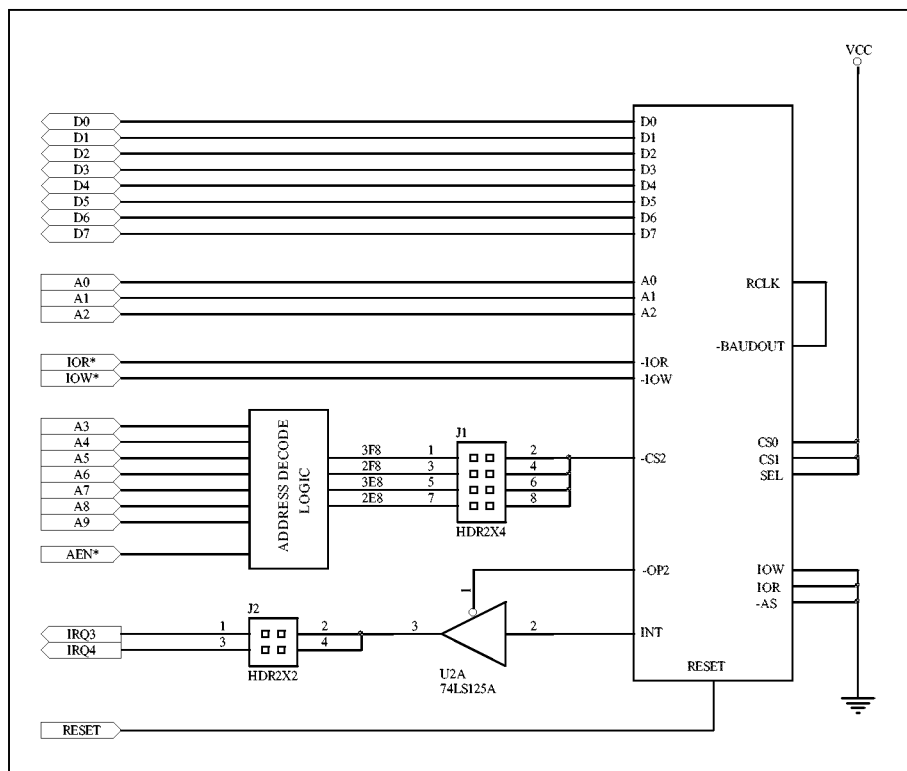 VCC
D0 D0
D1 D1
D2 D2
D3 D3
D4 D4
D5 D5
D6 D6
D7 D7
A0 A0 RCLK
A1 A1
A2 A2
-BAUDOUT
IOR* -IOR
IOW* -IOW
A3
A4 J1 CS0
A5 3F8 1 2 -CS2 CS1
A6 2F8 3 4 SEL
A7 3E8 5 6
A8 2E8 7 8
A9
ADDRESS DECODE
LOGIC
HDR2X4
AEN*
-OP2 IOW
1 IOR
J2 -AS
IRQ3 1 2 3 2 INT
IRQ4 3 4
HDR2X2
U2A
74LS125A
RESET
RESET